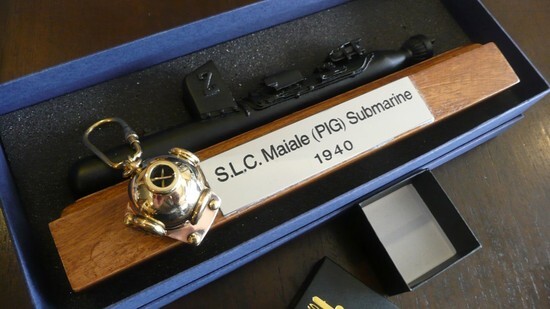 S.L.C. Maiale (PIG) Submarine
1940